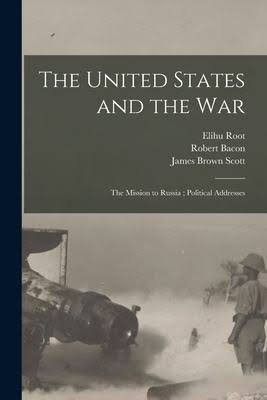 The United States
and the War
Elihu Root
Robert Bacon
James Brown Scott
The Mission to Russia ; Political Addresses